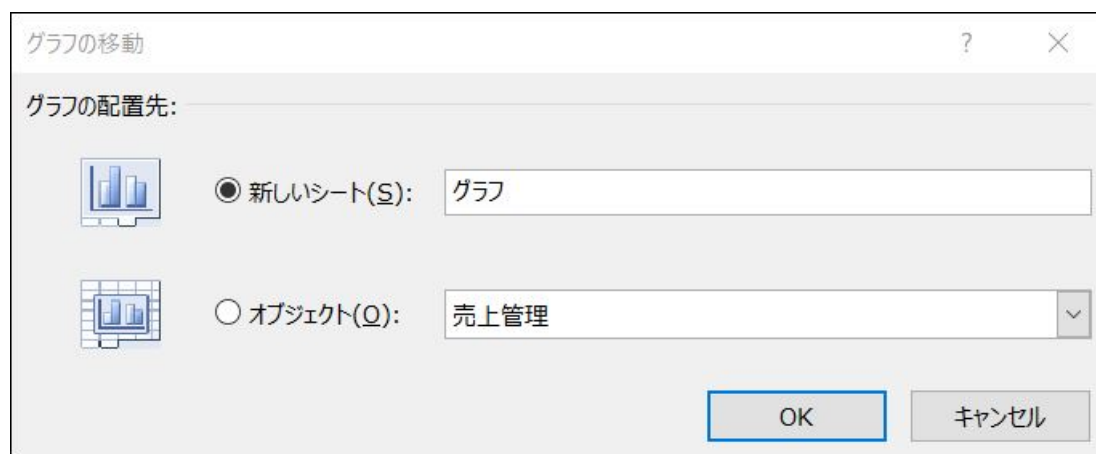 グラフの移動 ?
グラフの配置先:
新しいシート(S): グラフ
オブジェクト(O): 売上管理
OK キャンセル